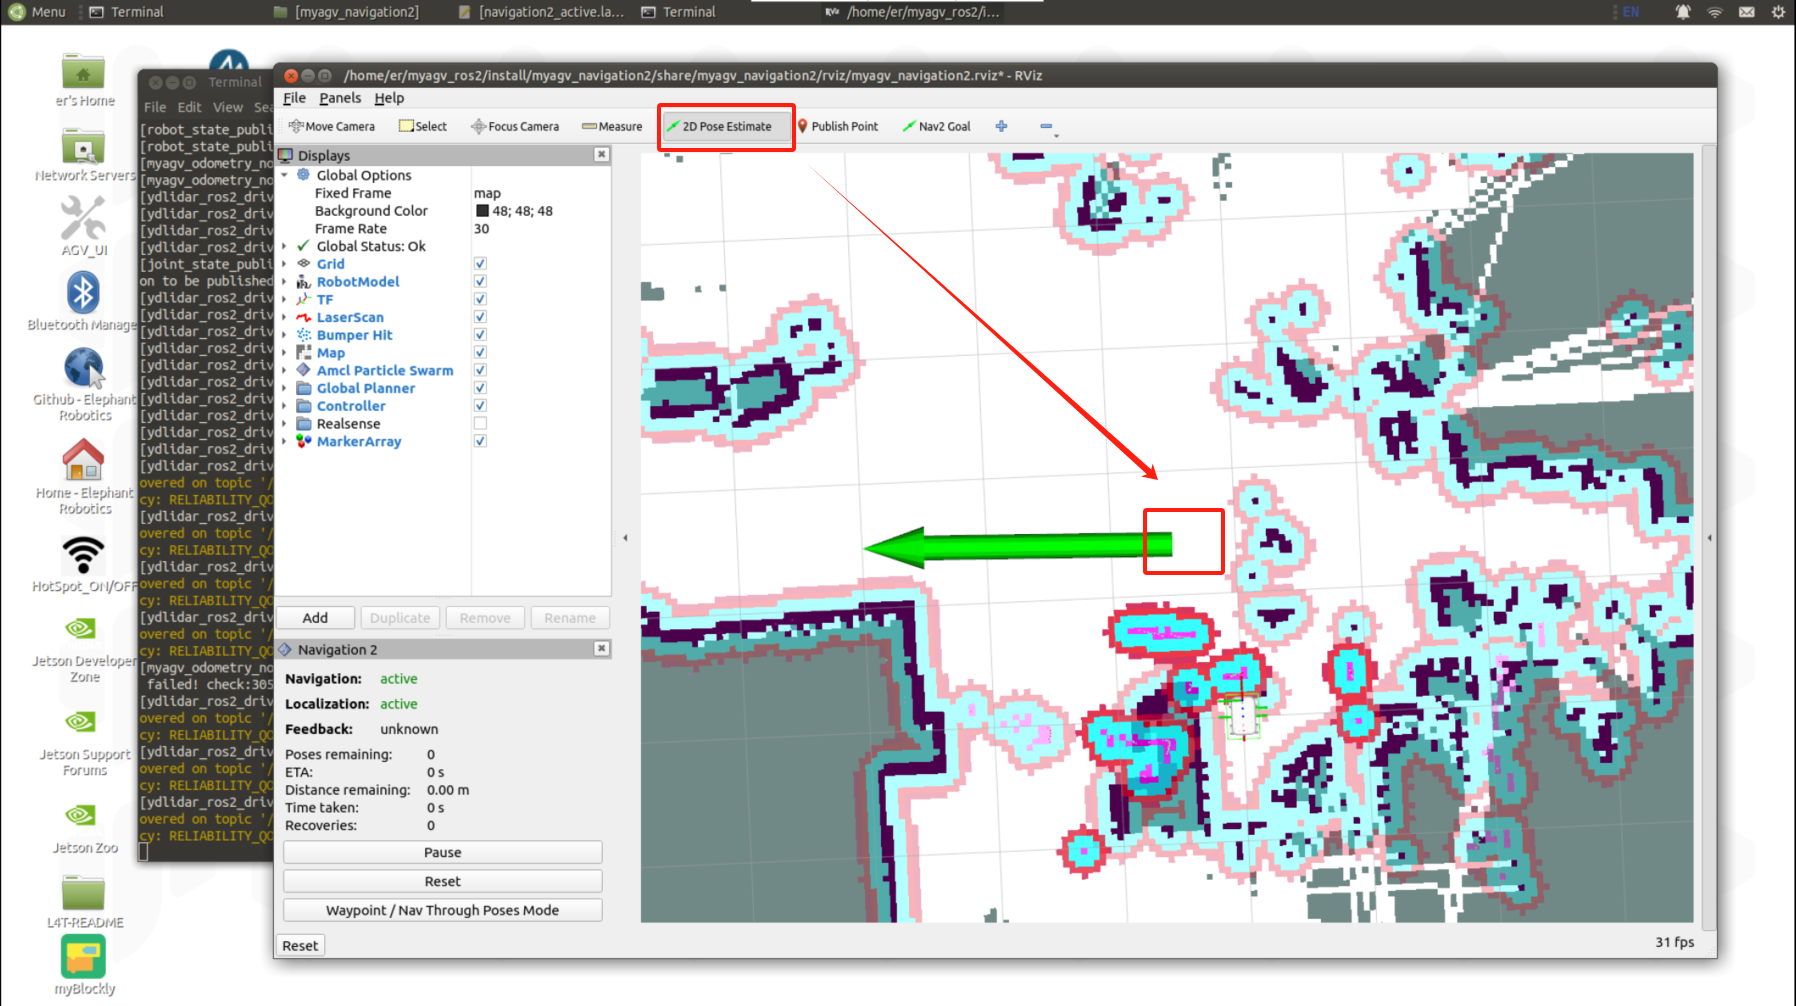 Menu
Terminal
[myagv_navigation2]
[navigation2_active.la...
Terminal
/home/er/myagv_ros2/i...
EN
er's Home
Network Servers
AGV_UI
Bluetooth Manage
Github - Elephant
Robotics
Home - Elephant
Robotics
HotSpot_ON/OFF
Jetson Developer
Zone
Jetson Support
Forums
Jetson Zoo
L4T-README
myBlockly
Terminal
File Edit View Sea
[robot_state_publi
[robot_state_publi
[myagv_odometry_no
[myagv_odometry_no
[ydlidar_ros2_driv
[ydlidar_ros2_driv
[ydlidar_ros2_driv
[ydlidar_ros2_driv
[joint_state_publi
on to be published
[ydlidar_ros2_driv
[ydlidar_ros2_driv
[ydlidar_ros2_driv
[ydlidar_ros2_driv
[ydlidar_ros2_driv
[ydlidar_ros2_driv
[ydlidar_ros2_driv
[ydlidar_ros2_driv
[ydlidar_ros2_driv
[ydlidar_ros2_driv
[ydlidar_ros2_driv
overed on topic '/
cy: RELIABILITY_QO
[ydlidar_ros2_driv
overed on topic '/
cy: RELIABILITY_QO
[ydlidar_ros2_driv
overed on topic '/
cy: RELIABILITY_QO
[ydlidar_ros2_driv
overed on topic '/
cy: RELIABILITY_QO
[myagv_odometry_no
failed! check:305
[ydlidar_ros2_driv
overed on topic '/
cy: RELIABILITY_QO
[ydlidar_ros2_driv
overed on topic '/
cy: RELIABILITY_QO
[ydlidar_ros2_driv
overed on topic '/
cy: RELIABILITY_QO
/home/er/myagv_ros2/install/myagv_navigation2/share/myagv_navigation2/rviz/myagv_navigation2.rviz* - RViz
File Panels Help
Move Camera Select Focus Camera Measure 2D Pose Estimate Publish Point Nav2 Goal
Displays
Global Options
Fixed Frame map
Background Color 48; 48; 48
Frame Rate 30
Global Status: Ok
Grid
RobotModel
TF
LaserScan
Bumper Hit
Map
Amcl Particle Swarm
Global Planner
Controller
Realsense
MarkerArray
Add Duplicate Remove Rename
Navigation 2
Navigation: active
Localization: active
Feedback: unknown
Poses remaining: 0
ETA: 0 s
Distance remaining: 0.00 m
Time taken: 0 s
Recoveries: 0
Pause
Reset
Waypoint / Nav Through Poses Mode
Reset
31 fps